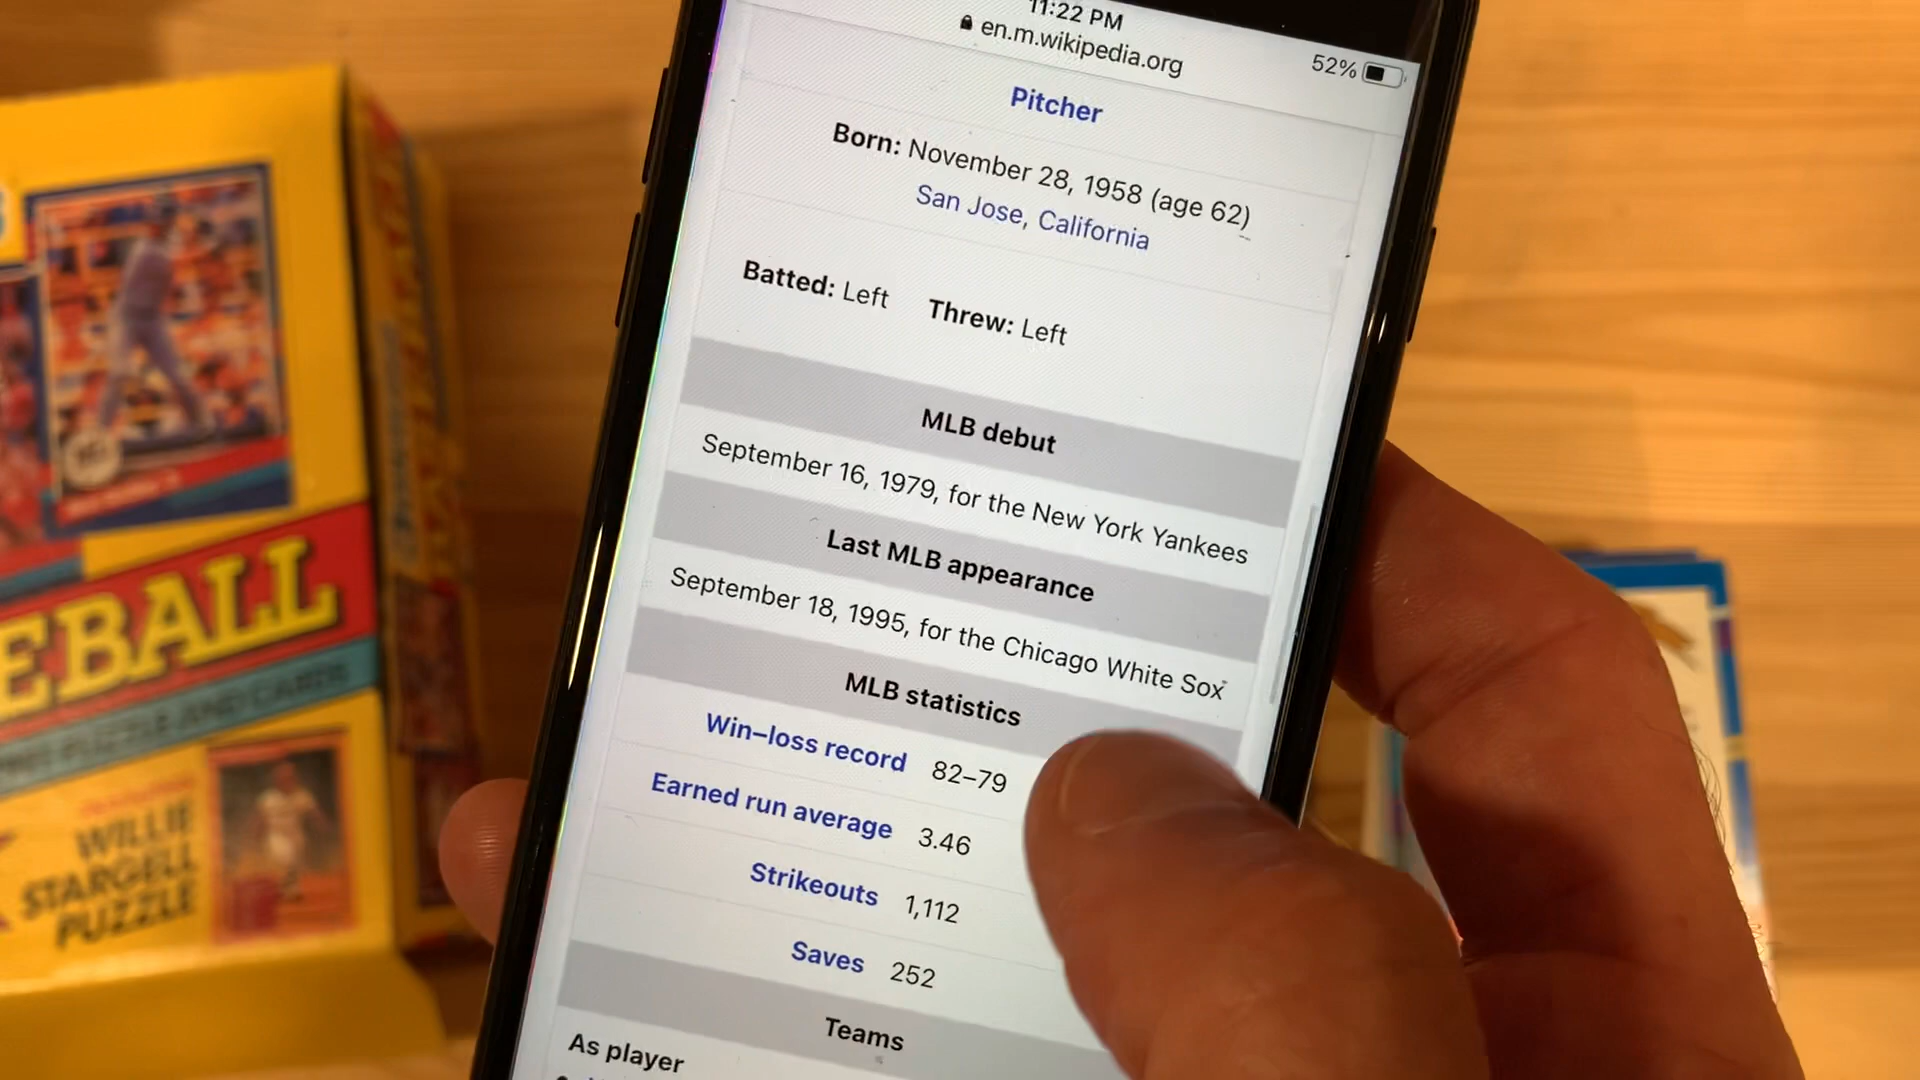 11:22 PM
en.m.wikipedia.org
52%
Pitcher
Born: November 28, 1958 (age 62)
San Jose, California
Batted: Left Threw: Left
MLB debut
September 16, 1979, for the New York Yankees
Last MLB appearance
September 18, 1995, for the Chicago White Sox
MLB statistics
Win–loss record 82–79
Earned run average 3.46
Strikeouts 1,112
Saves 252
Teams
As player
EBALL
PUZZLE AND CARDS
WILLIE
STARGELL
PUZZLE